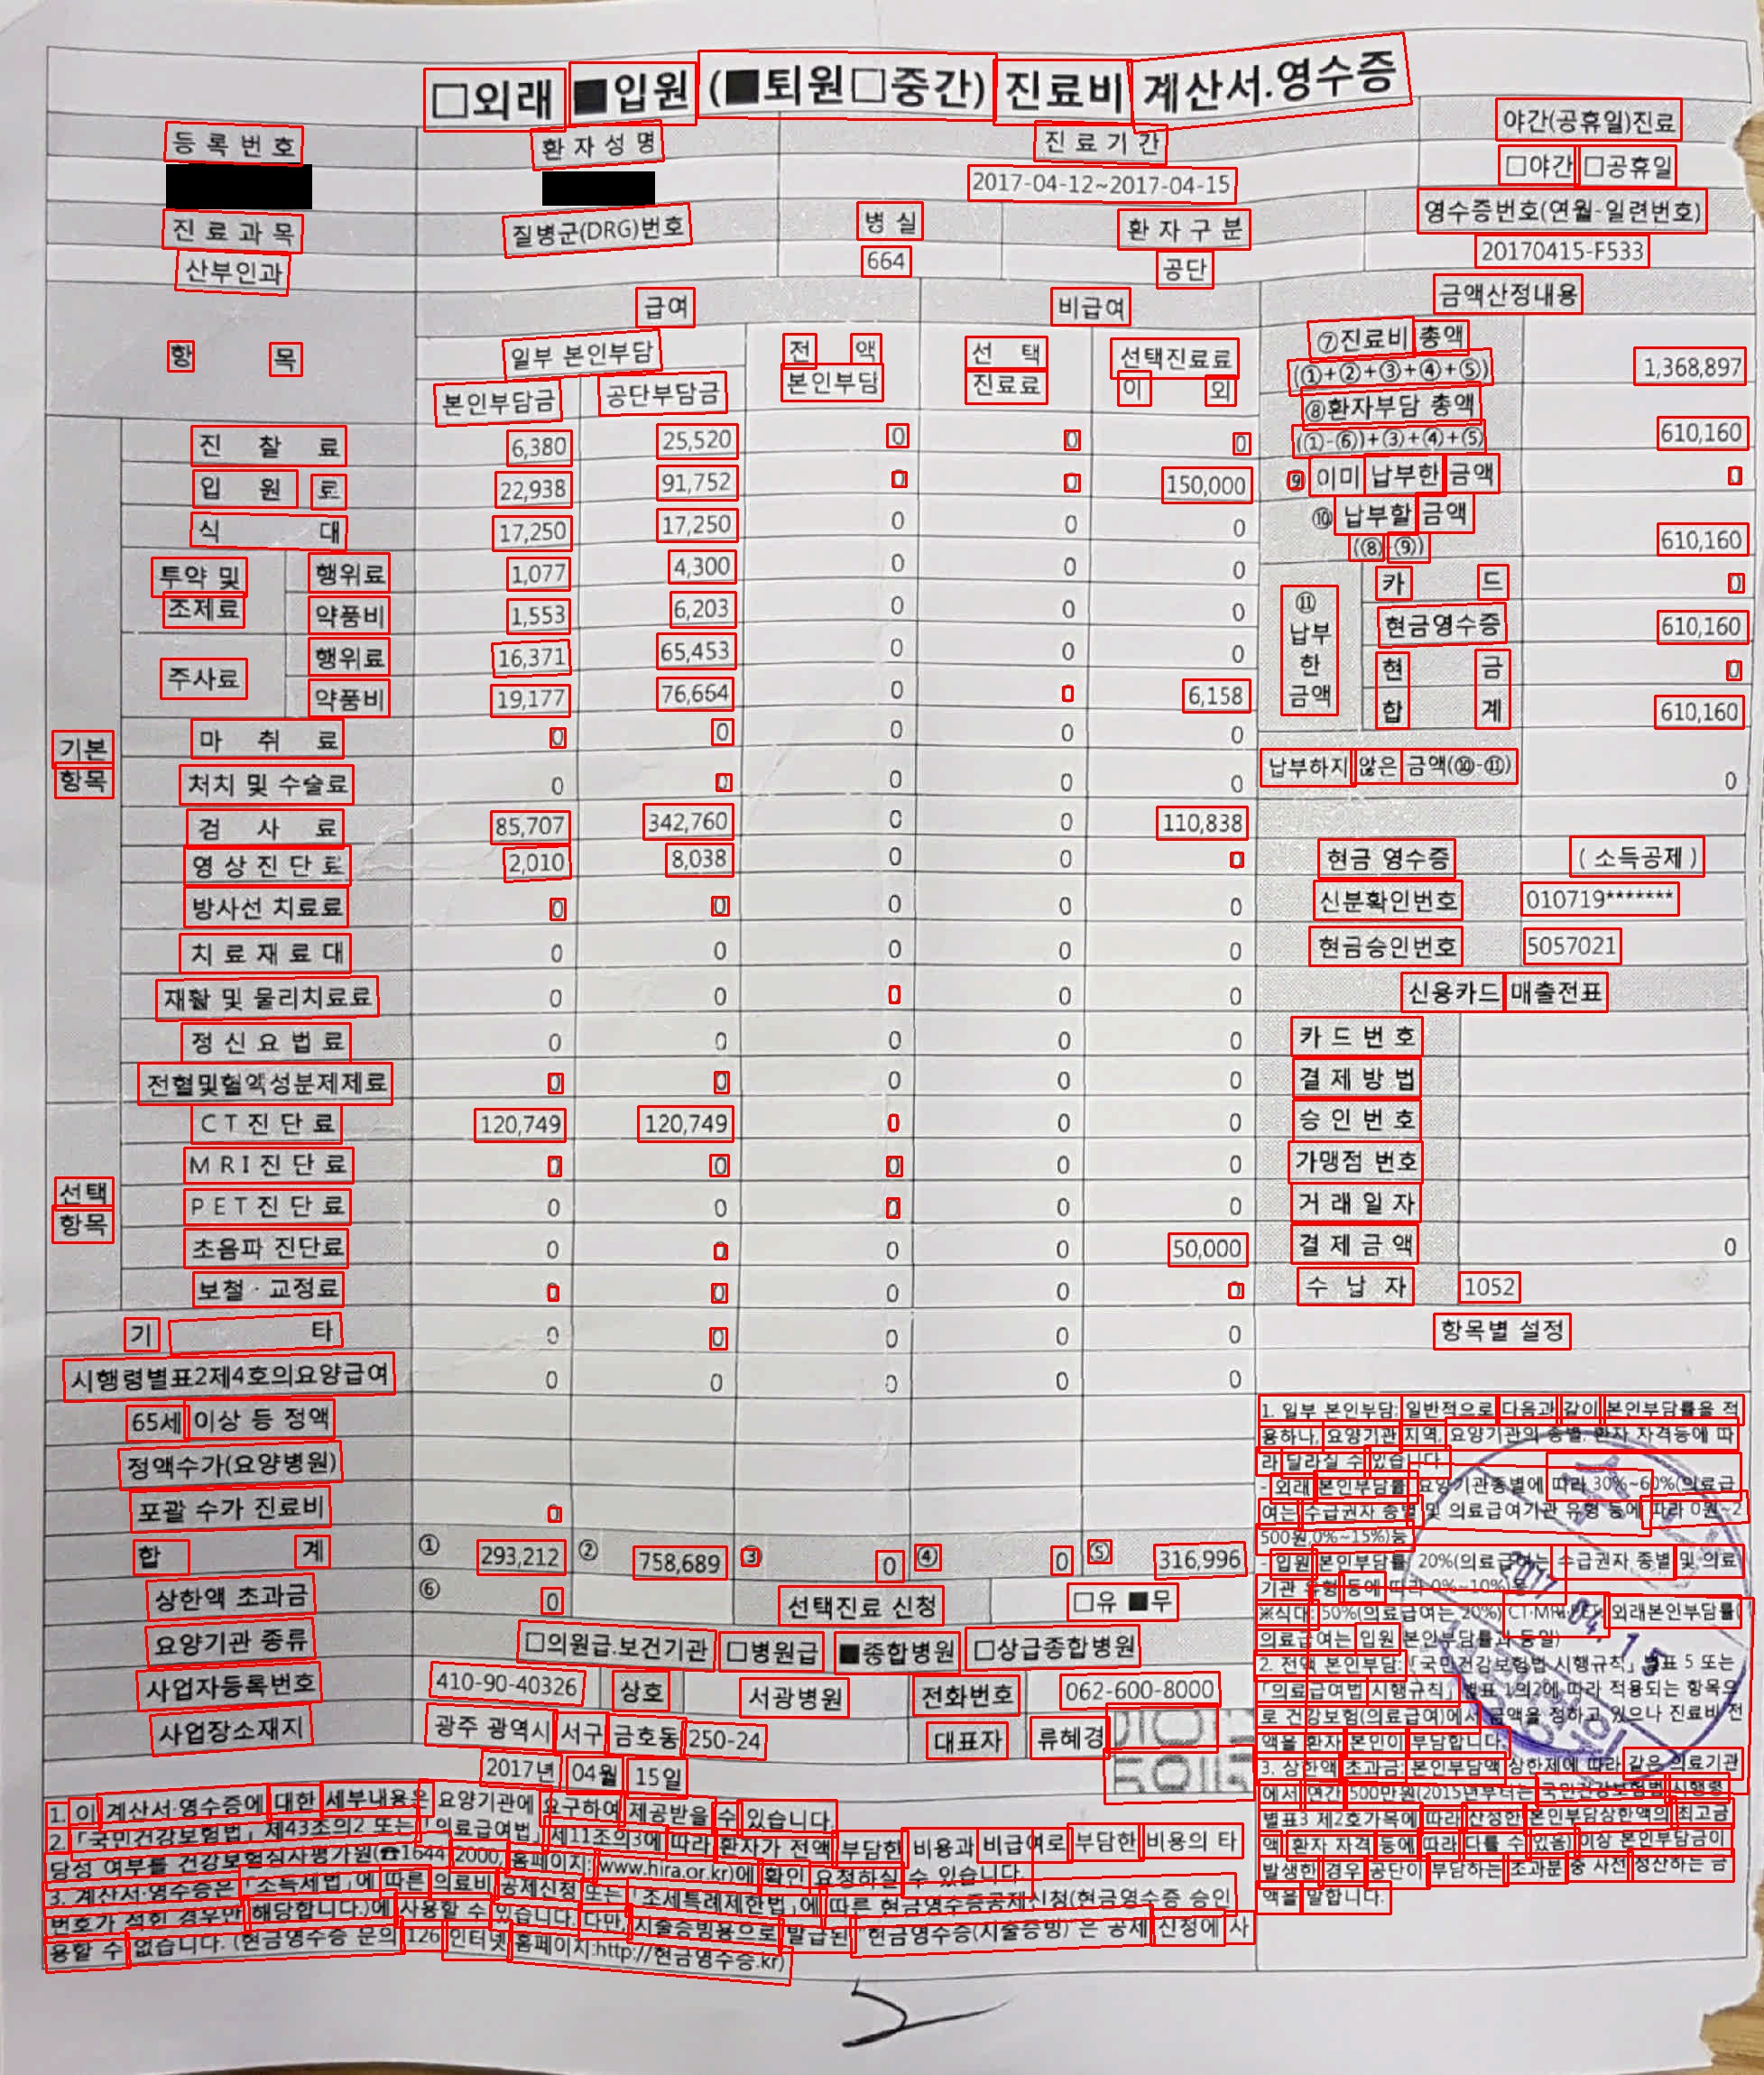 □외래 ■입원 (■퇴원□중간) 진료비 계산서.영수증
등록번호 환자성명 진료기간 야간(공휴일)진료
2017-04-12~2017-04-15 □야간 □공휴일
진료과목 질병군(DRG)번호 병실 환자구분 영수증번호(연월-일련번호)
산부인과 664 공단 20170415-F533
항 목 급여 비급여 금액산정내용
일부 본인부담 전 액 선 택 선택진료료 ⑦진료비 총액
본인부담금 공단부담금 본인부담 진료료 이 외 (①+②+③+④+⑤) 1,368,897
⑧환자부담 총액
기본
항목
진 찰 료 6,380 25,520 0 0 0 (①-⑥)+③+④+⑤ 610,160
입 원 료 22,938 91,752 0 0 150,000 ⑨ 이미 납부한 금액 0
식 대 17,250 17,250 0 0 0 ⑩ 납부할 금액
(⑧-⑨) 610,160
투약 및 행위료 1,077 4,300 0 0 0 ⑪ 카 드 0
조제료 약품비 1,553 6,203 0 0 0 납부 현금영수증 610,160
주사료 행위료 16,371 65,453 0 0 0 한 현 금 0
약품비 19,177 76,664 0 0 6,158 금액 합 계 610,160
마 취 료 0 0 0 0 0 납부하지 않은 금액(⑩-⑪)
처치 및 수술료 0 0 0 0 0 0
검 사 료 85,707 342,760 0 0 110,838
영상진단료 2,010 8,038 0 0 0 현금 영수증 ( 소득공제 )
방사선 치료료 0 0 0 0 0 신분확인번호 010719*******
치료재료대 0 0 0 0 0 현금승인번호 5057021
재활 및 물리치료료 0 0 0 0 0 신용카드 매출전표
정신요법료 0 0 0 0 0 카드번호
전혈및혈액성분제제료 0 0 0 0 0 결제방법
선택
항목
CT진단료 120,749 120,749 0 0 0 승인번호
MRI진단료 0 0 0 0 0 가맹점 번호
PET진단료 0 0 0 0 0 거래일자
초음파 진단료 0 0 0 0 50,000 결제금액 0
보철·교정료 0 0 0 0 0 수 납 자 1052
기 타 0 0 0 0 0 항목별 설정
시행령별표2제4호의요양급여 0 0 0 0 0
65세 이상 등 정액
정액수가(요양병원)
포괄 수가 진료비 0
합 계 ① 293,212 ② 758,689 ③ 0 ④ 0 ⑤ 316,996
상한액 초과금 ⑥ 0 선택진료 신청 □유 ■무
요양기관 종류 □의원급.보건기관 □병원급 ■종합병원 □상급종합병원
사업자등록번호 410-90-40326 상호 서광병원 전화번호 062-600-8000
사업장소재지 광주 광역시 서구 금호동 250-24 대표자 류혜경
2017년 04월 15일
1. 일부 본인부담: 일반적으로 다음과 같이 본인부담률을 적
용하나, 요양기관 지역, 요양기관의 종별, 환자 자격등에 따
라 달라질 수 있습니다.
- 외래 본인부담률: 요양기관종별에 따라 30%~60%(의료급
여는 수급권자 종별 및 의료급여기관 유형 등에 따라 0원~2
500원(0%~15%)등
입원 본인부담률: 20%(의료급여는 수급권자 종별 및 의료
기관 유형 등에 따라 0%~10%)등
※식대: 50%(의료급여는 20%) CT·MRI 외래본인부담률(
의료급여는 입원 본인부담률과 동일)
2. 전액 본인부담:「국민건강보험법 시행규칙」별표 5 또는
「의료급여법 시행규칙」별표 1의2에 따라 적용되는 항목으
로 건강보험(의료급여)에서 금액을 정하고 있으나 진료비 전
액을 환자 본인이 부담합니다.
3. 상한액 초과금: 본인부담액 상한제에 따라 같은 의료기관
에서 연간 500만원(2015년부터는 국민건강보험법 시행령
별표3 제2호가목에 따라 산정한 본인부담상한액의 최고금
액 환자 자격 등에 따라 다를 수 있음) 이상 본인부담금이
발생한 경우 공단이 부담하는 초과분 중 사전 정산하는 금
액을 말합니다.
2017 04, 15
1. 이 계산서·영수증에 대한 세부내용은 요양기관에 요구하여 제공받을 수 있습니다.
2.「국민건강보험법」제43조의2 또는「의료급여법」제11조의3에 따라 환자가 전액 부담한 비용과 비급여로 부담한 비용의 타
당성 여부를 건강보험심사평가원(☎1644-2000, 홈페이지:www.hira.or.kr)에 확인 요청하실 수 있습니다.
3. 계산서·영수증은「소득세법」에 따른 의료비 공제신청 또는「조세특례제한법」에 따른 현금영수증공제신청(현금영수증 승인
번호가 적힌 경우만 해당합니다.)에 사용할 수 있습니다. 다만, 지출증빙용으로 발급된 "현금영수증(지출증빙)"은 공제 신청에 사
용할 수 없습니다. (현금영수증 문의 126 인터넷 홈페이지:http://현금영수증.kr)